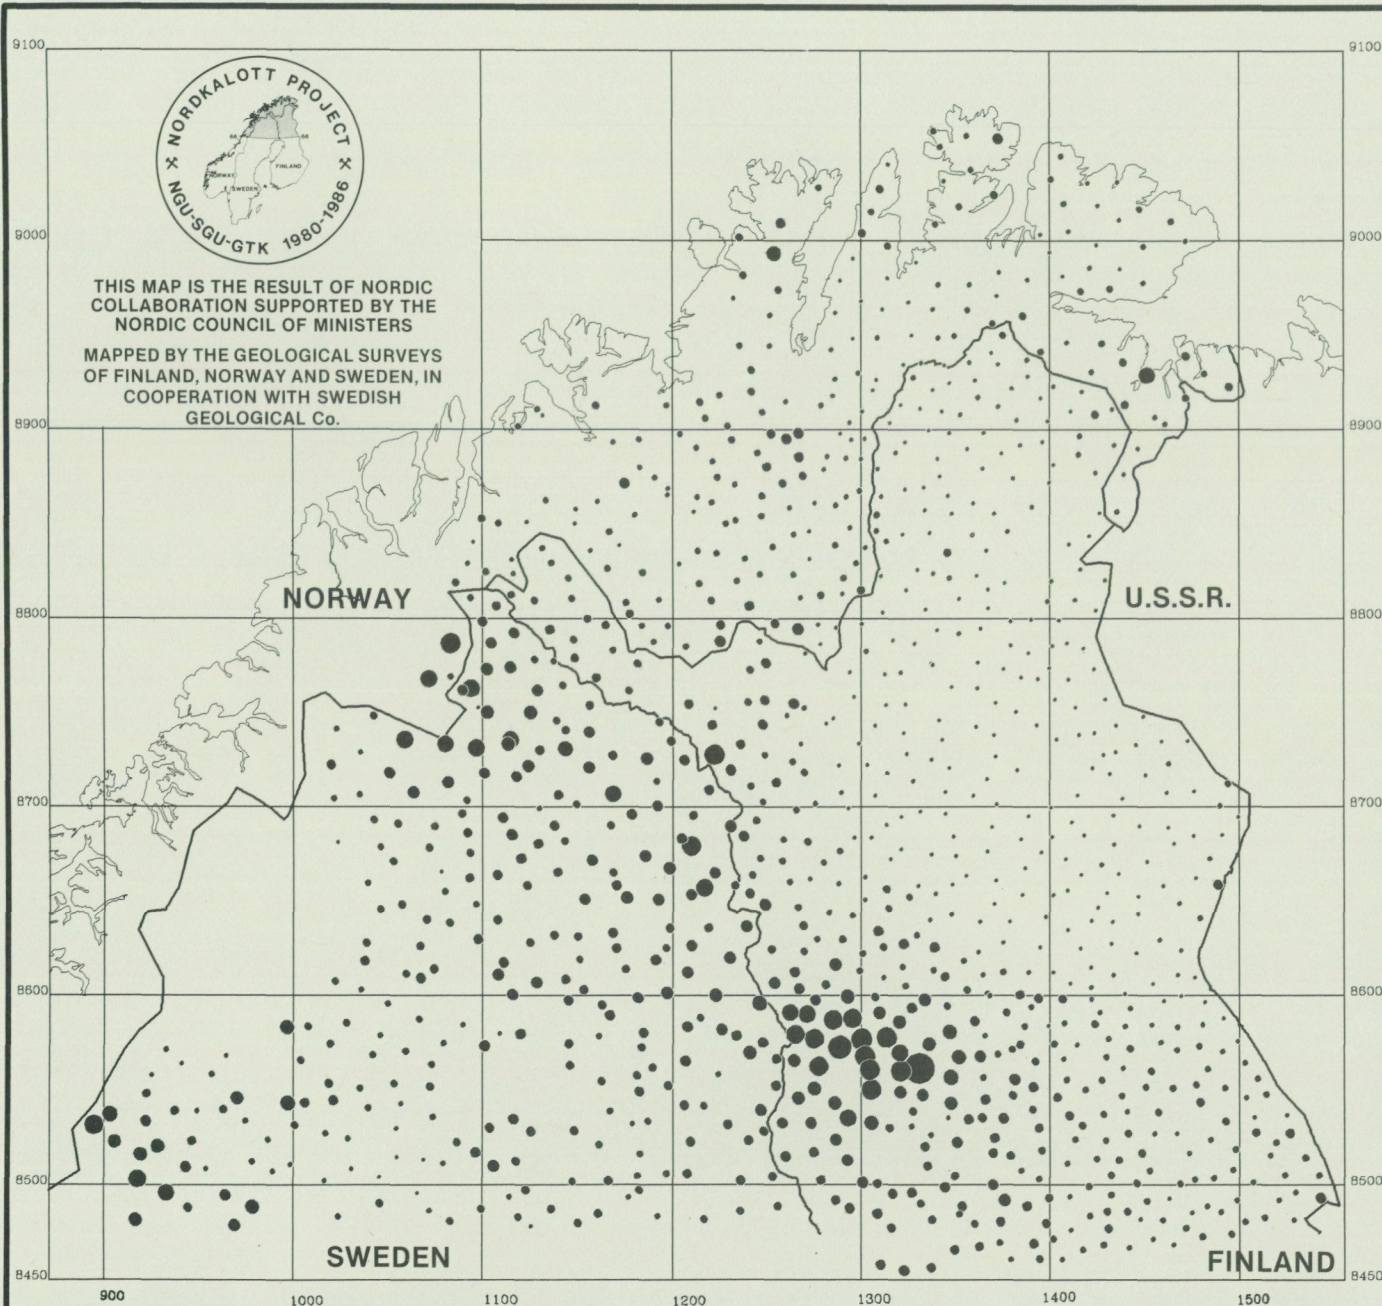 9100
9100
NORDKALOTT PROJECT
66
66
NORWAY
SWEDEN
FINLAND
NGU-SGU-GTK 1980-1986
9000
9000
THIS MAP IS THE RESULT OF NORDIC
COLLABORATION SUPPORTED BY THE
NORDIC COUNCIL OF MINISTERS
MAPPED BY THE GEOLOGICAL SURVEYS
OF FINLAND, NORWAY AND SWEDEN, IN
COOPERATION WITH SWEDISH
GEOLOGICAL Co.
8900
8900
NORWAY
U.S.S.R.
8800
8800
8700
8700
8600
8600
8500
8500
SWEDEN
FINLAND
8450
8450
900
1000
1100
1200
1300
1400
1500